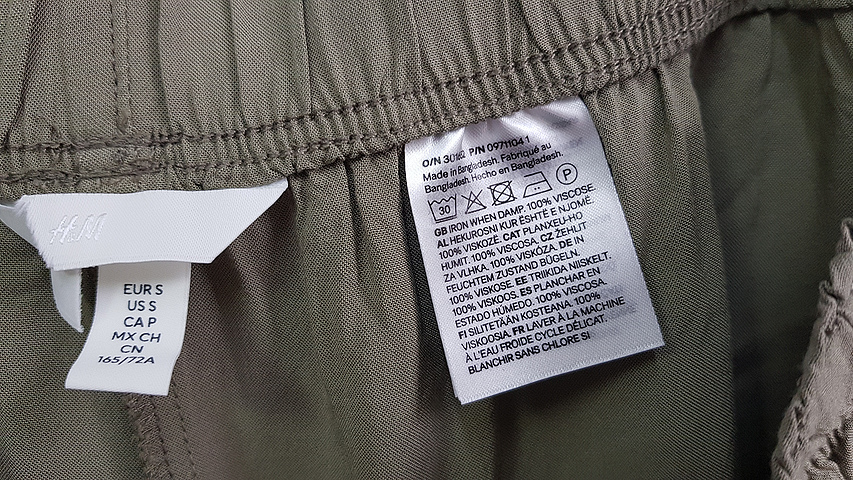 H&M
EUR S
US S
CA P
MX CH
CN
165/72A
O/N P/N 0971104 1
Made in Bangladesh. Fabriqué au
Bangladesh. Hecho en Bangladesh.
30 P
GB IRON WHEN DAMP. 100% VISCOSE.
AL HEKUROSNI KUR ËSHTË E NJOMË.
100% VISKOZË. CAT PLANXEU-HO
HUMIT. 100% VISCOSA. CZ ŽEHLIT
ZA VLHKA. 100% VISKÓZA. DE IN
FEUCHTEM ZUSTAND BÜGELN.
100% VISKOSE. EE TRIIKIDA NIISKELT.
100% VISKOOS. ES PLANCHAR EN
ESTADO HÚMEDO. 100% VISCOSA.
FI SILITETÄÄN KOSTEANA. 100%
VISKOOSIA. FR LAVER À LA MACHINE
À L'EAU FROIDE CYCLE DÉLICAT.
BLANCHIR SANS CHLORE SI